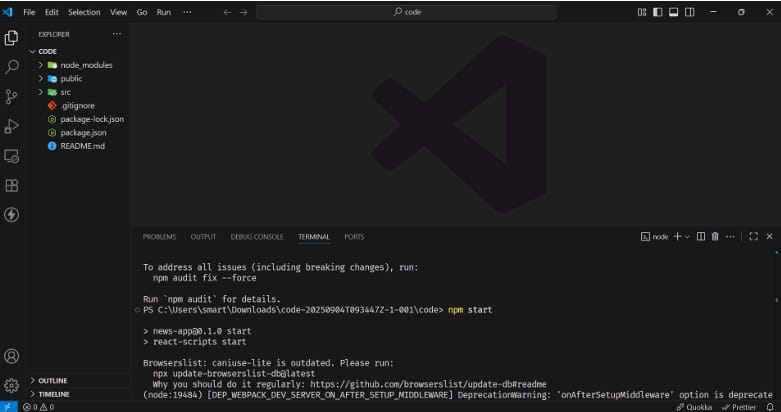 File Edit Selection View Go Run ··· code
EXPLORER ···
CODE
node_modules
public
src
.gitignore
package-lock.json
package.json
README.md
PROBLEMS OUTPUT DEBUG CONSOLE TERMINAL PORTS node
To address all issues (including breaking changes), run:
npm audit fix --force
Run `npm audit` for details.
PS C:\Users\smart\Downloads\code-20250904T093447Z-1-001\code> npm start
> news-app@0.1.0 start
> react-scripts start
Browserslist: caniuse-lite is outdated. Please run:
npx update-browserslist-db@latest
Why you should do it regularly: https://github.com/browserslist/update-db#readme
(node:19484) [DEP_WEBPACK_DEV_SERVER_ON_AFTER_SETUP_MIDDLEWARE] DeprecationWarning: 'onAfterSetupMiddleware' option is deprecate
OUTLINE
TIMELINE
0 0 Quokka Prettier